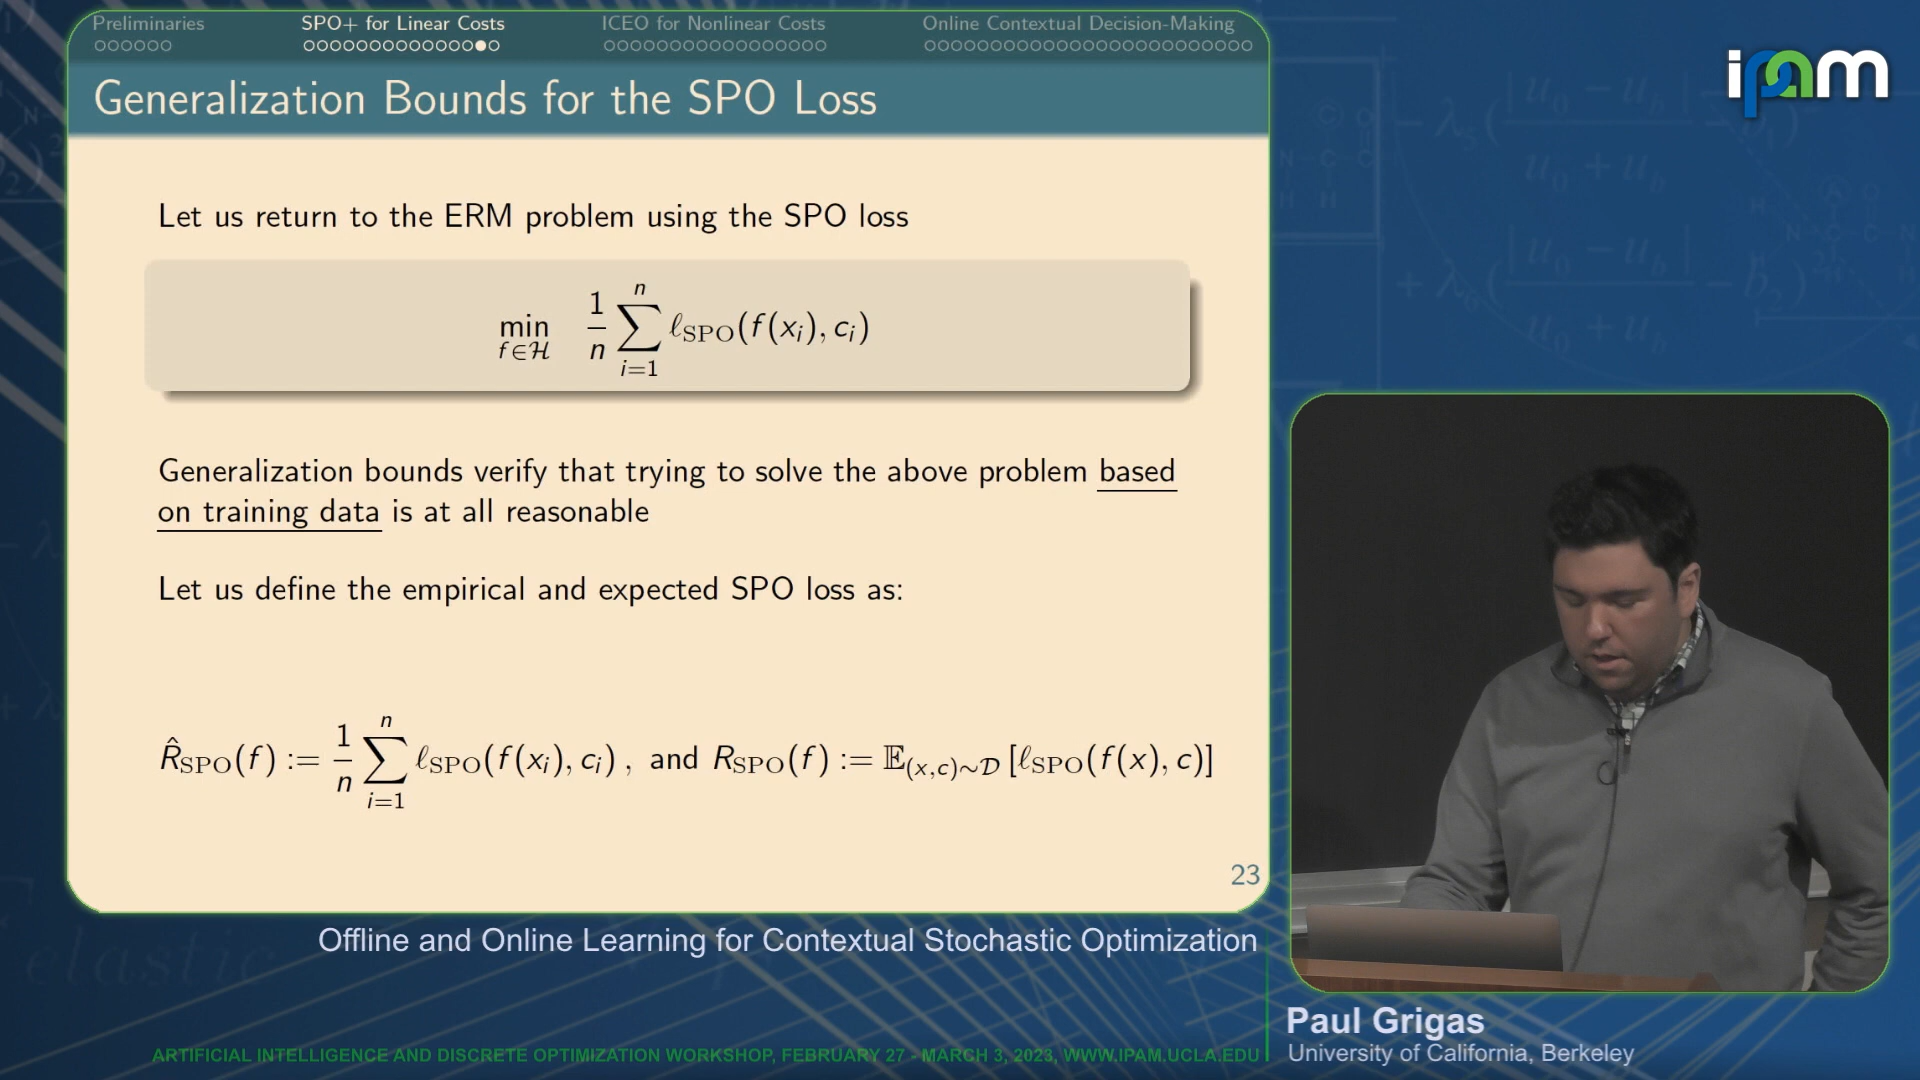 Preliminaries
SPO+ for Linear Costs
ICEO for Nonlinear Costs
Online Contextual Decision-Making
Generalization Bounds for the SPO Loss
ipam
Let us return to the ERM problem using the SPO loss
min_{f∈ℋ} 1/n ∑_{i=1}^{n} ℓ_SPO(f(x_i), c_i)
Generalization bounds verify that trying to solve the above problem based
on training data is at all reasonable
Let us define the empirical and expected SPO loss as:
R̂_SPO(f) := 1/n ∑_{i=1}^{n} ℓ_SPO(f(x_i), c_i) , and R_SPO(f) := 𝔼_{(x,c)∼𝒟} [ℓ_SPO(f(x), c)]
23
Offline and Online Learning for Contextual Stochastic Optimization
Paul Grigas
University of California, Berkeley
ARTIFICIAL INTELLIGENCE AND DISCRETE OPTIMIZATION WORKSHOP, FEBRUARY 27 - MARCH 3, 2023, WWW.IPAM.UCLA.EDU
elastic